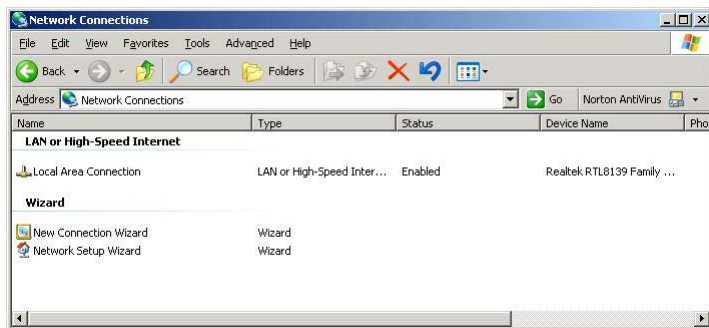 Network Connections
File Edit View Favorites Tools Advanced Help
Back Search Folders
Address Network Connections Go Norton AntiVirus
Name Type Status Device Name Pho
LAN or High-Speed Internet
Local Area Connection LAN or High-Speed Inter... Enabled Realtek RTL8139 Family ...
Wizard
New Connection Wizard Wizard
Network Setup Wizard Wizard